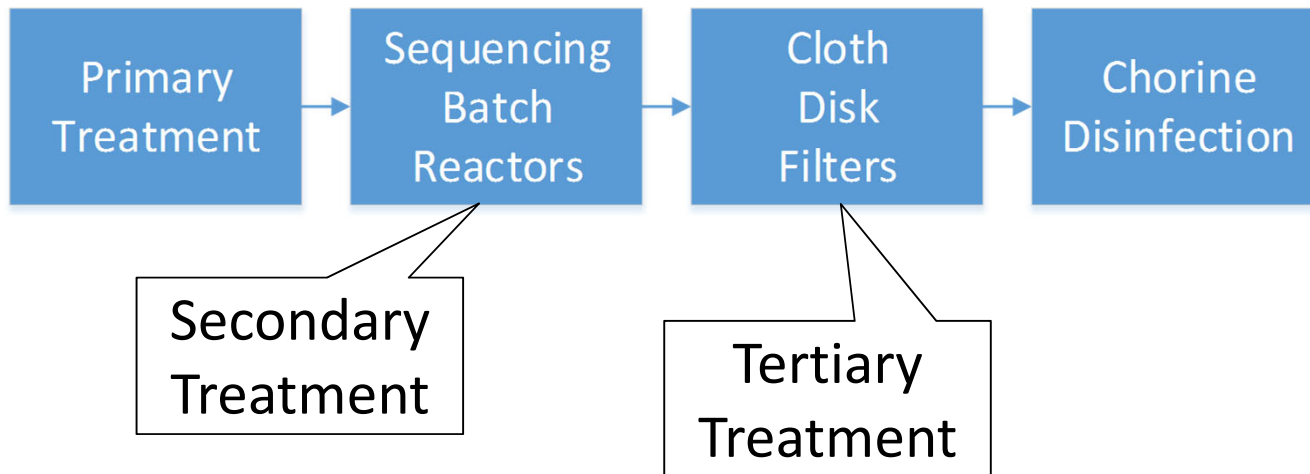 Primary
Treatment
Sequencing
Batch
Reactors
Cloth
Disk
Filters
Chorine
Disinfection
Secondary
Treatment
Tertiary
Treatment